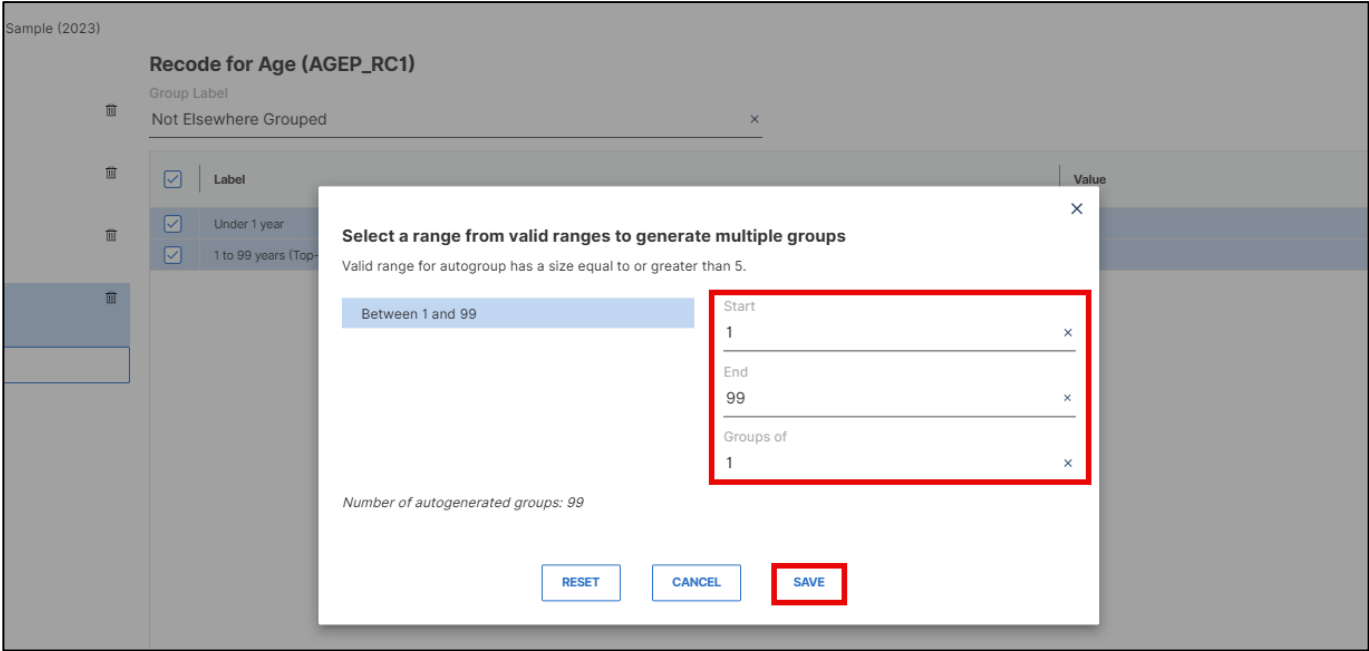 Sample (2023)
Recode for Age (AGEP_RC1)
Group Label
Not Elsewhere Grouped
Label
Value
Under 1 year
1 to 99 years (Top-
Select a range from valid ranges to generate multiple groups
Valid range for autogroup has a size equal to or greater than 5.
Between 1 and 99
Start
1
End
99
Groups of
1
Number of autogenerated groups: 99
RESET
CANCEL
SAVE